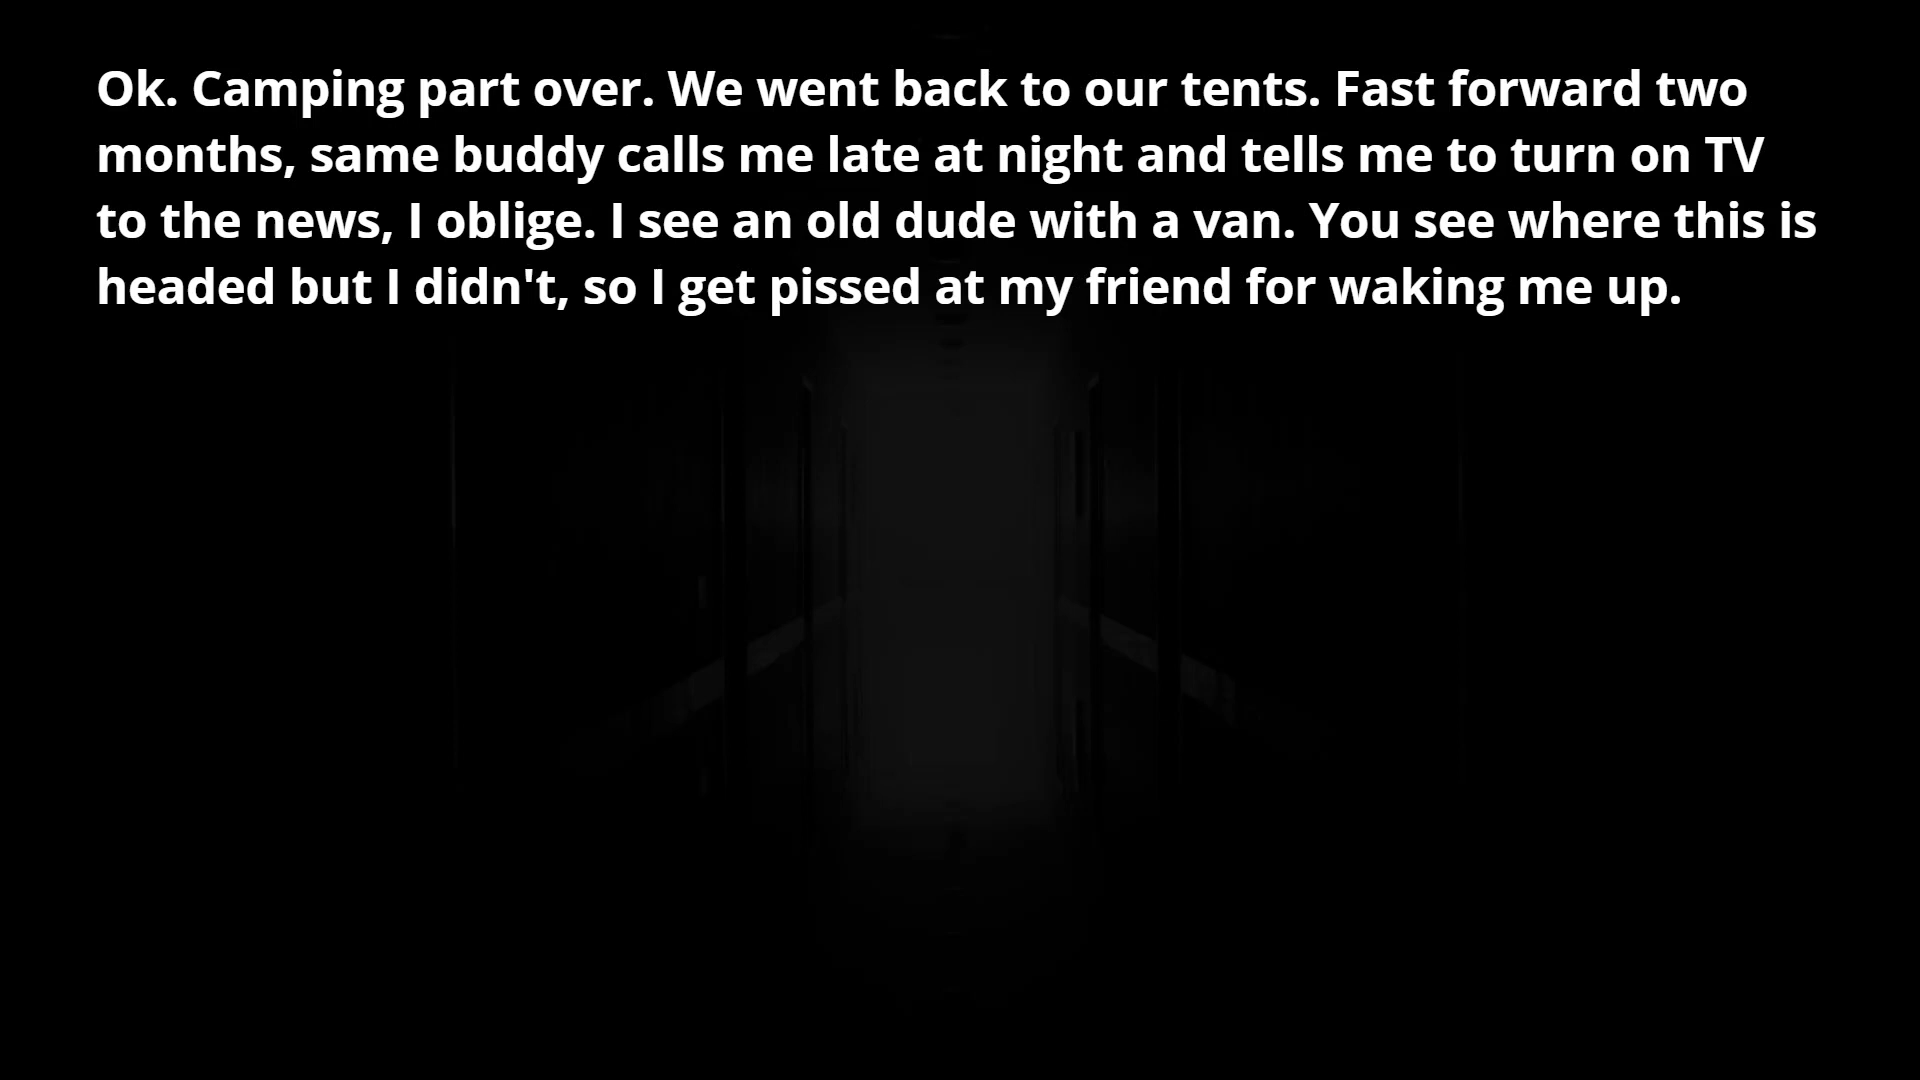 Ok. Camping part over. We went back to our tents. Fast forward two
months, same buddy calls me late at night and tells me to turn on TV
to the news, I oblige. I see an old dude with a van. You see where this is
headed but I didn't, so I get pissed at my friend for waking me up.